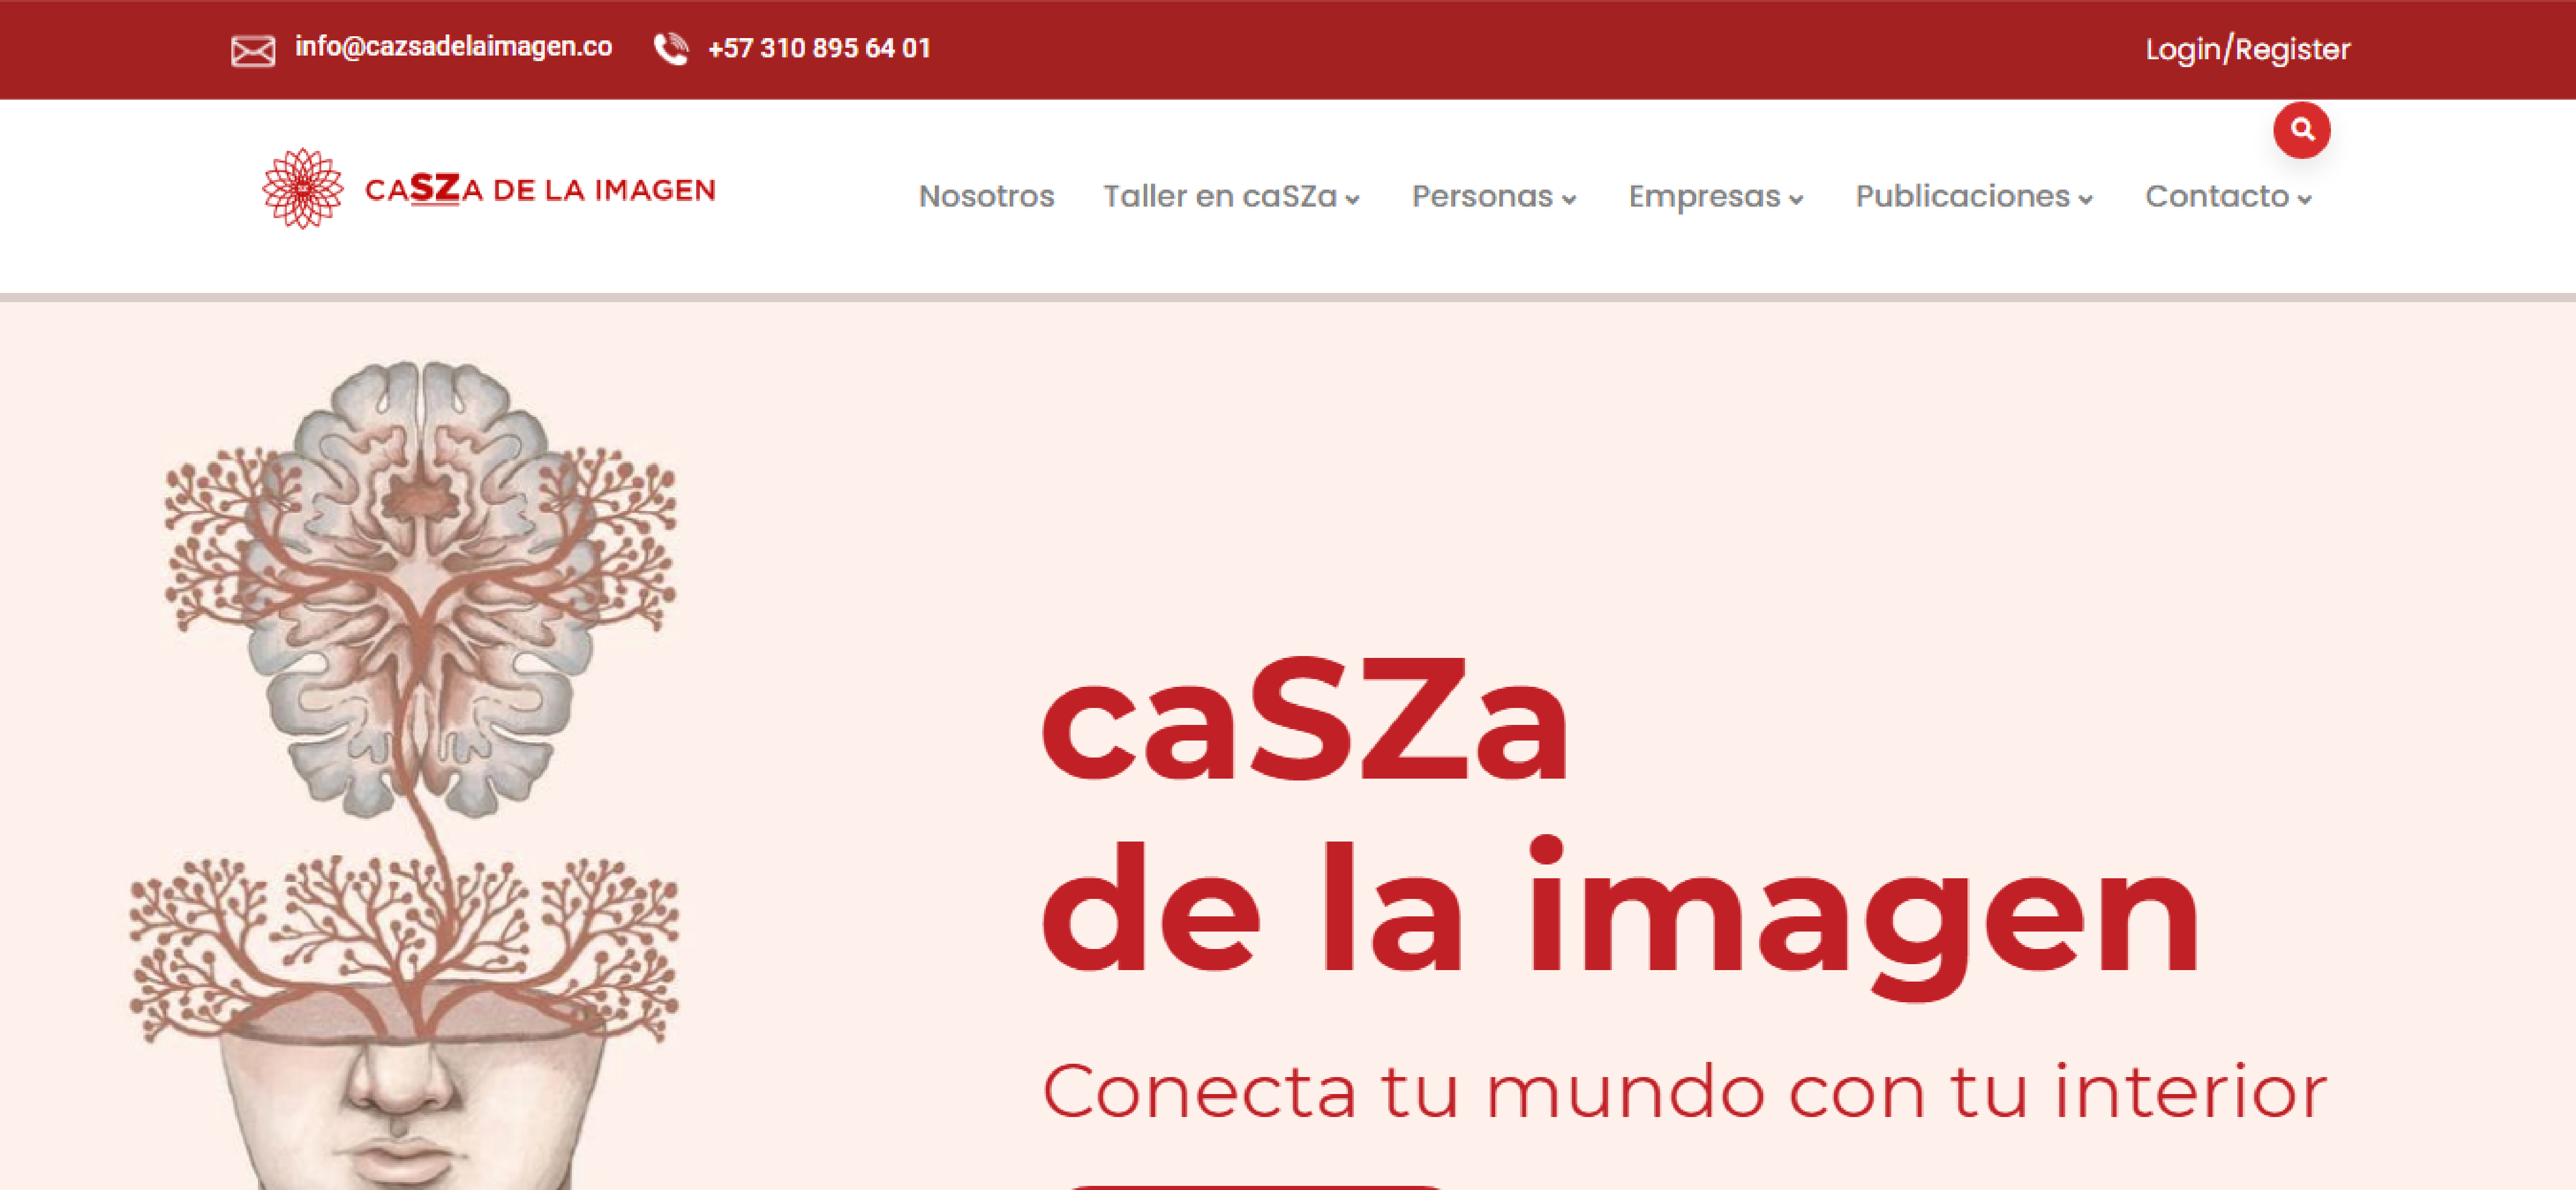 info@cazsadelaimagen.co +57 310 895 64 01 Login/Register
CASZA DE LA IMAGEN
Nosotros Taller en caSZa Personas Empresas Publicaciones Contacto
caSZa
de la imagen
Conecta tu mundo con tu interior